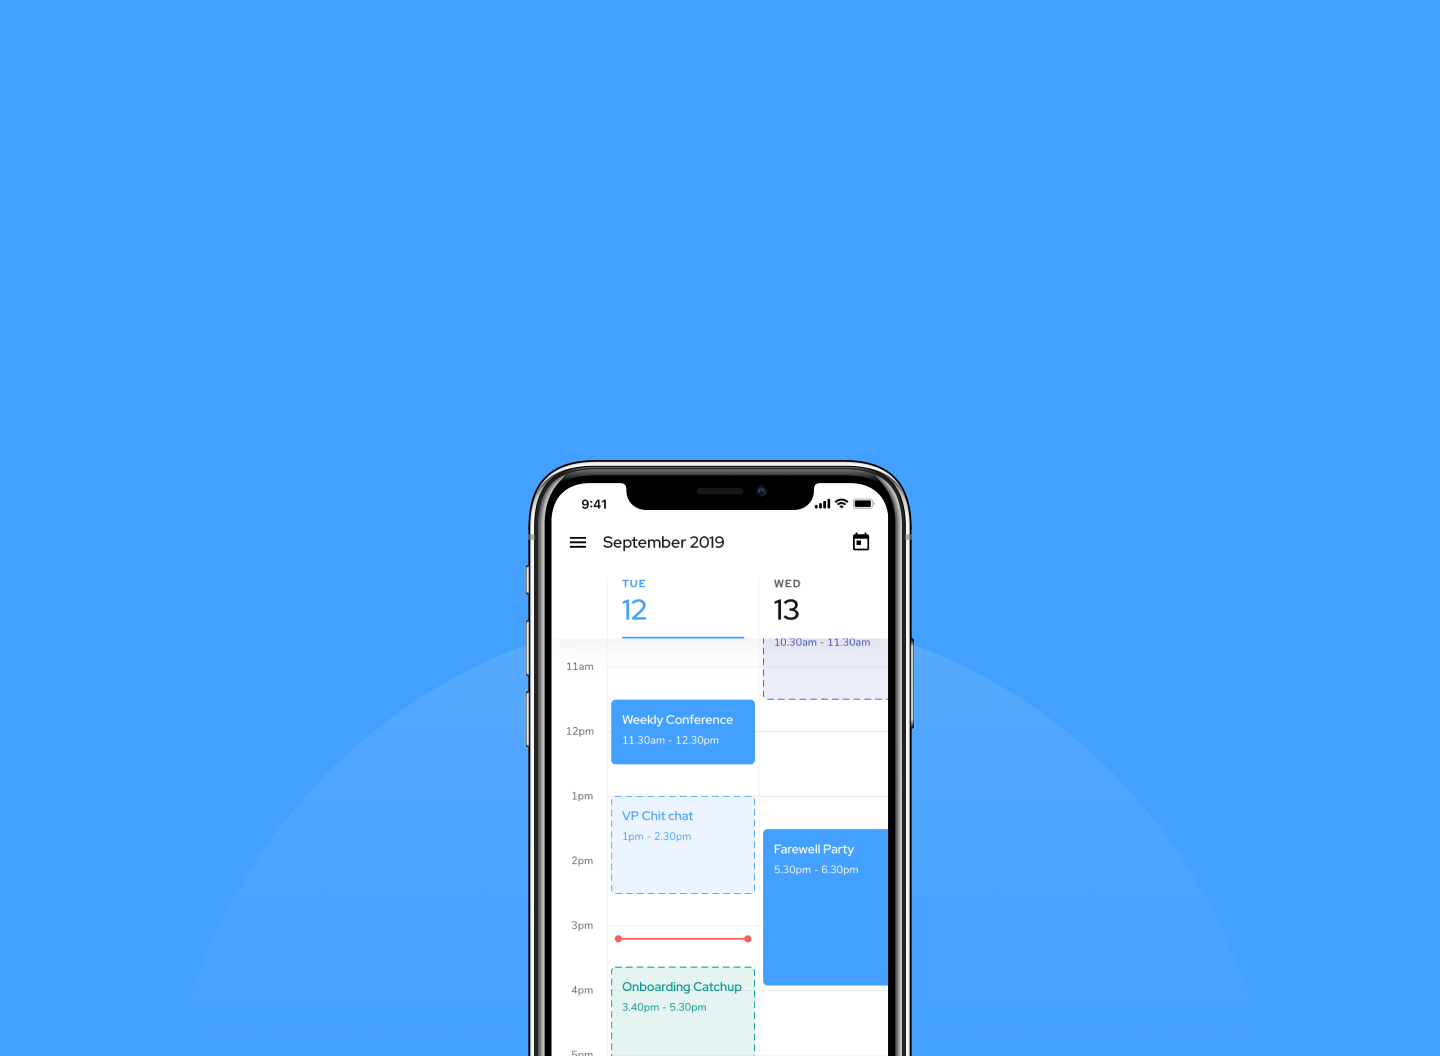 9:41
September 2019
TUE
12
WED
13
10.30am - 11.30am
11am
Weekly Conference
11.30am - 12.30pm
12pm
1pm
VP Chit chat
1pm - 2.30pm
Farewell Party
5.30pm - 6.30pm
2pm
3pm
Onboarding Catchup
3.40pm - 5.30pm
4pm
5pm